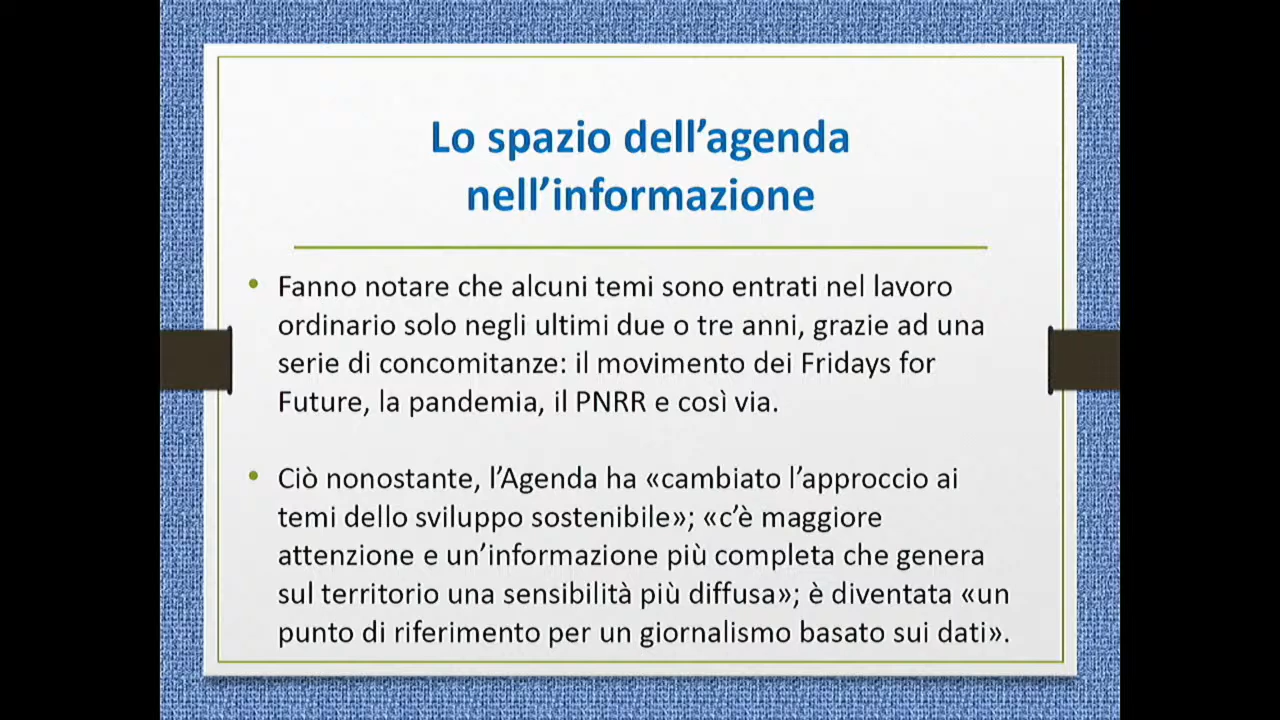 Lo spazio dell’agenda
nell’informazione
• Fanno notare che alcuni temi sono entrati nel lavoro
ordinario solo negli ultimi due o tre anni, grazie ad una
serie di concomitanze: il movimento dei Fridays for
Future, la pandemia, il PNRR e così via.
• Ciò nonostante, l’Agenda ha «cambiato l’approccio ai
temi dello sviluppo sostenibile»; «c’è maggiore
attenzione e un’informazione più completa che genera
sul territorio una sensibilità più diffusa»; è diventata «un
punto di riferimento per un giornalismo basato sui dati».